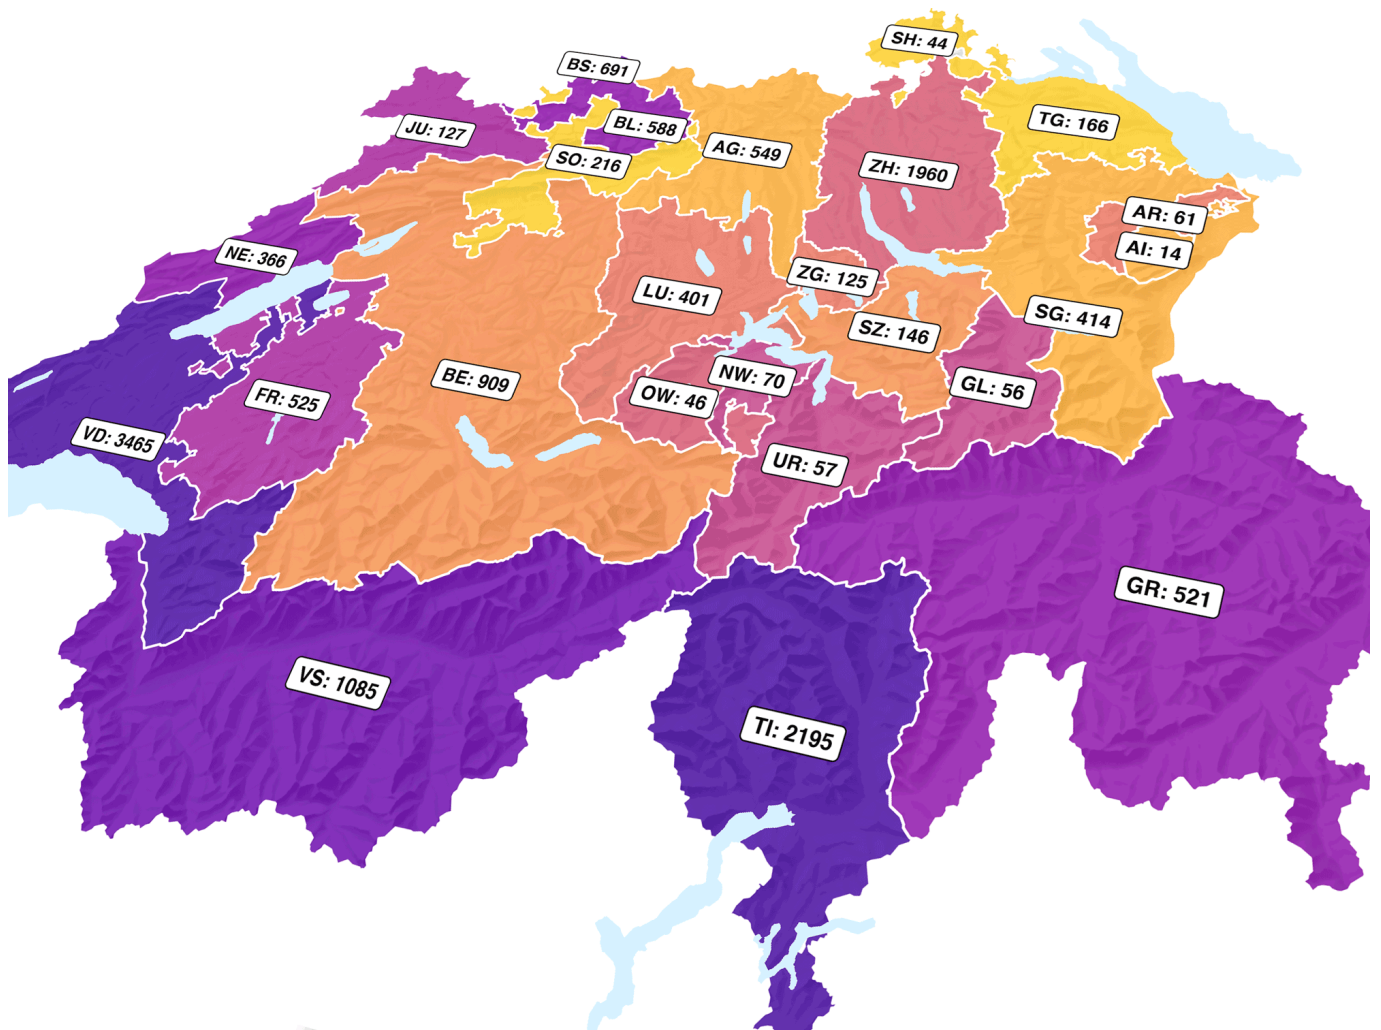 SH: 44
BS: 691
TG: 166
BL: 588
JU: 127
AG: 549
SO: 216
ZH: 1960
AR: 61
AI: 14
NE: 366
ZG: 125
LU: 401
SG: 414
SZ: 146
NW: 70
BE: 909
GL: 56
OW: 46
FR: 525
VD: 3465
UR: 57
GR: 521
VS: 1085
TI: 2195